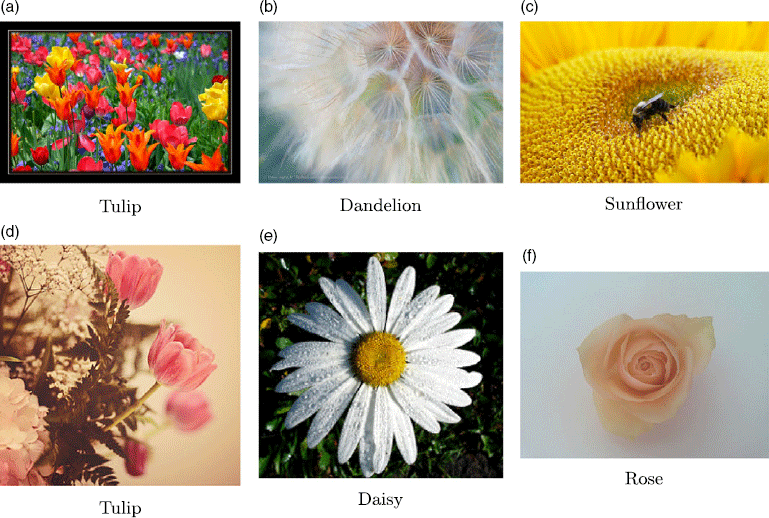 (a)
(b)
(c)
Tulip
Dandelion
Sunflower
(d)
(e)
(f)
Tulip
Daisy
Rose